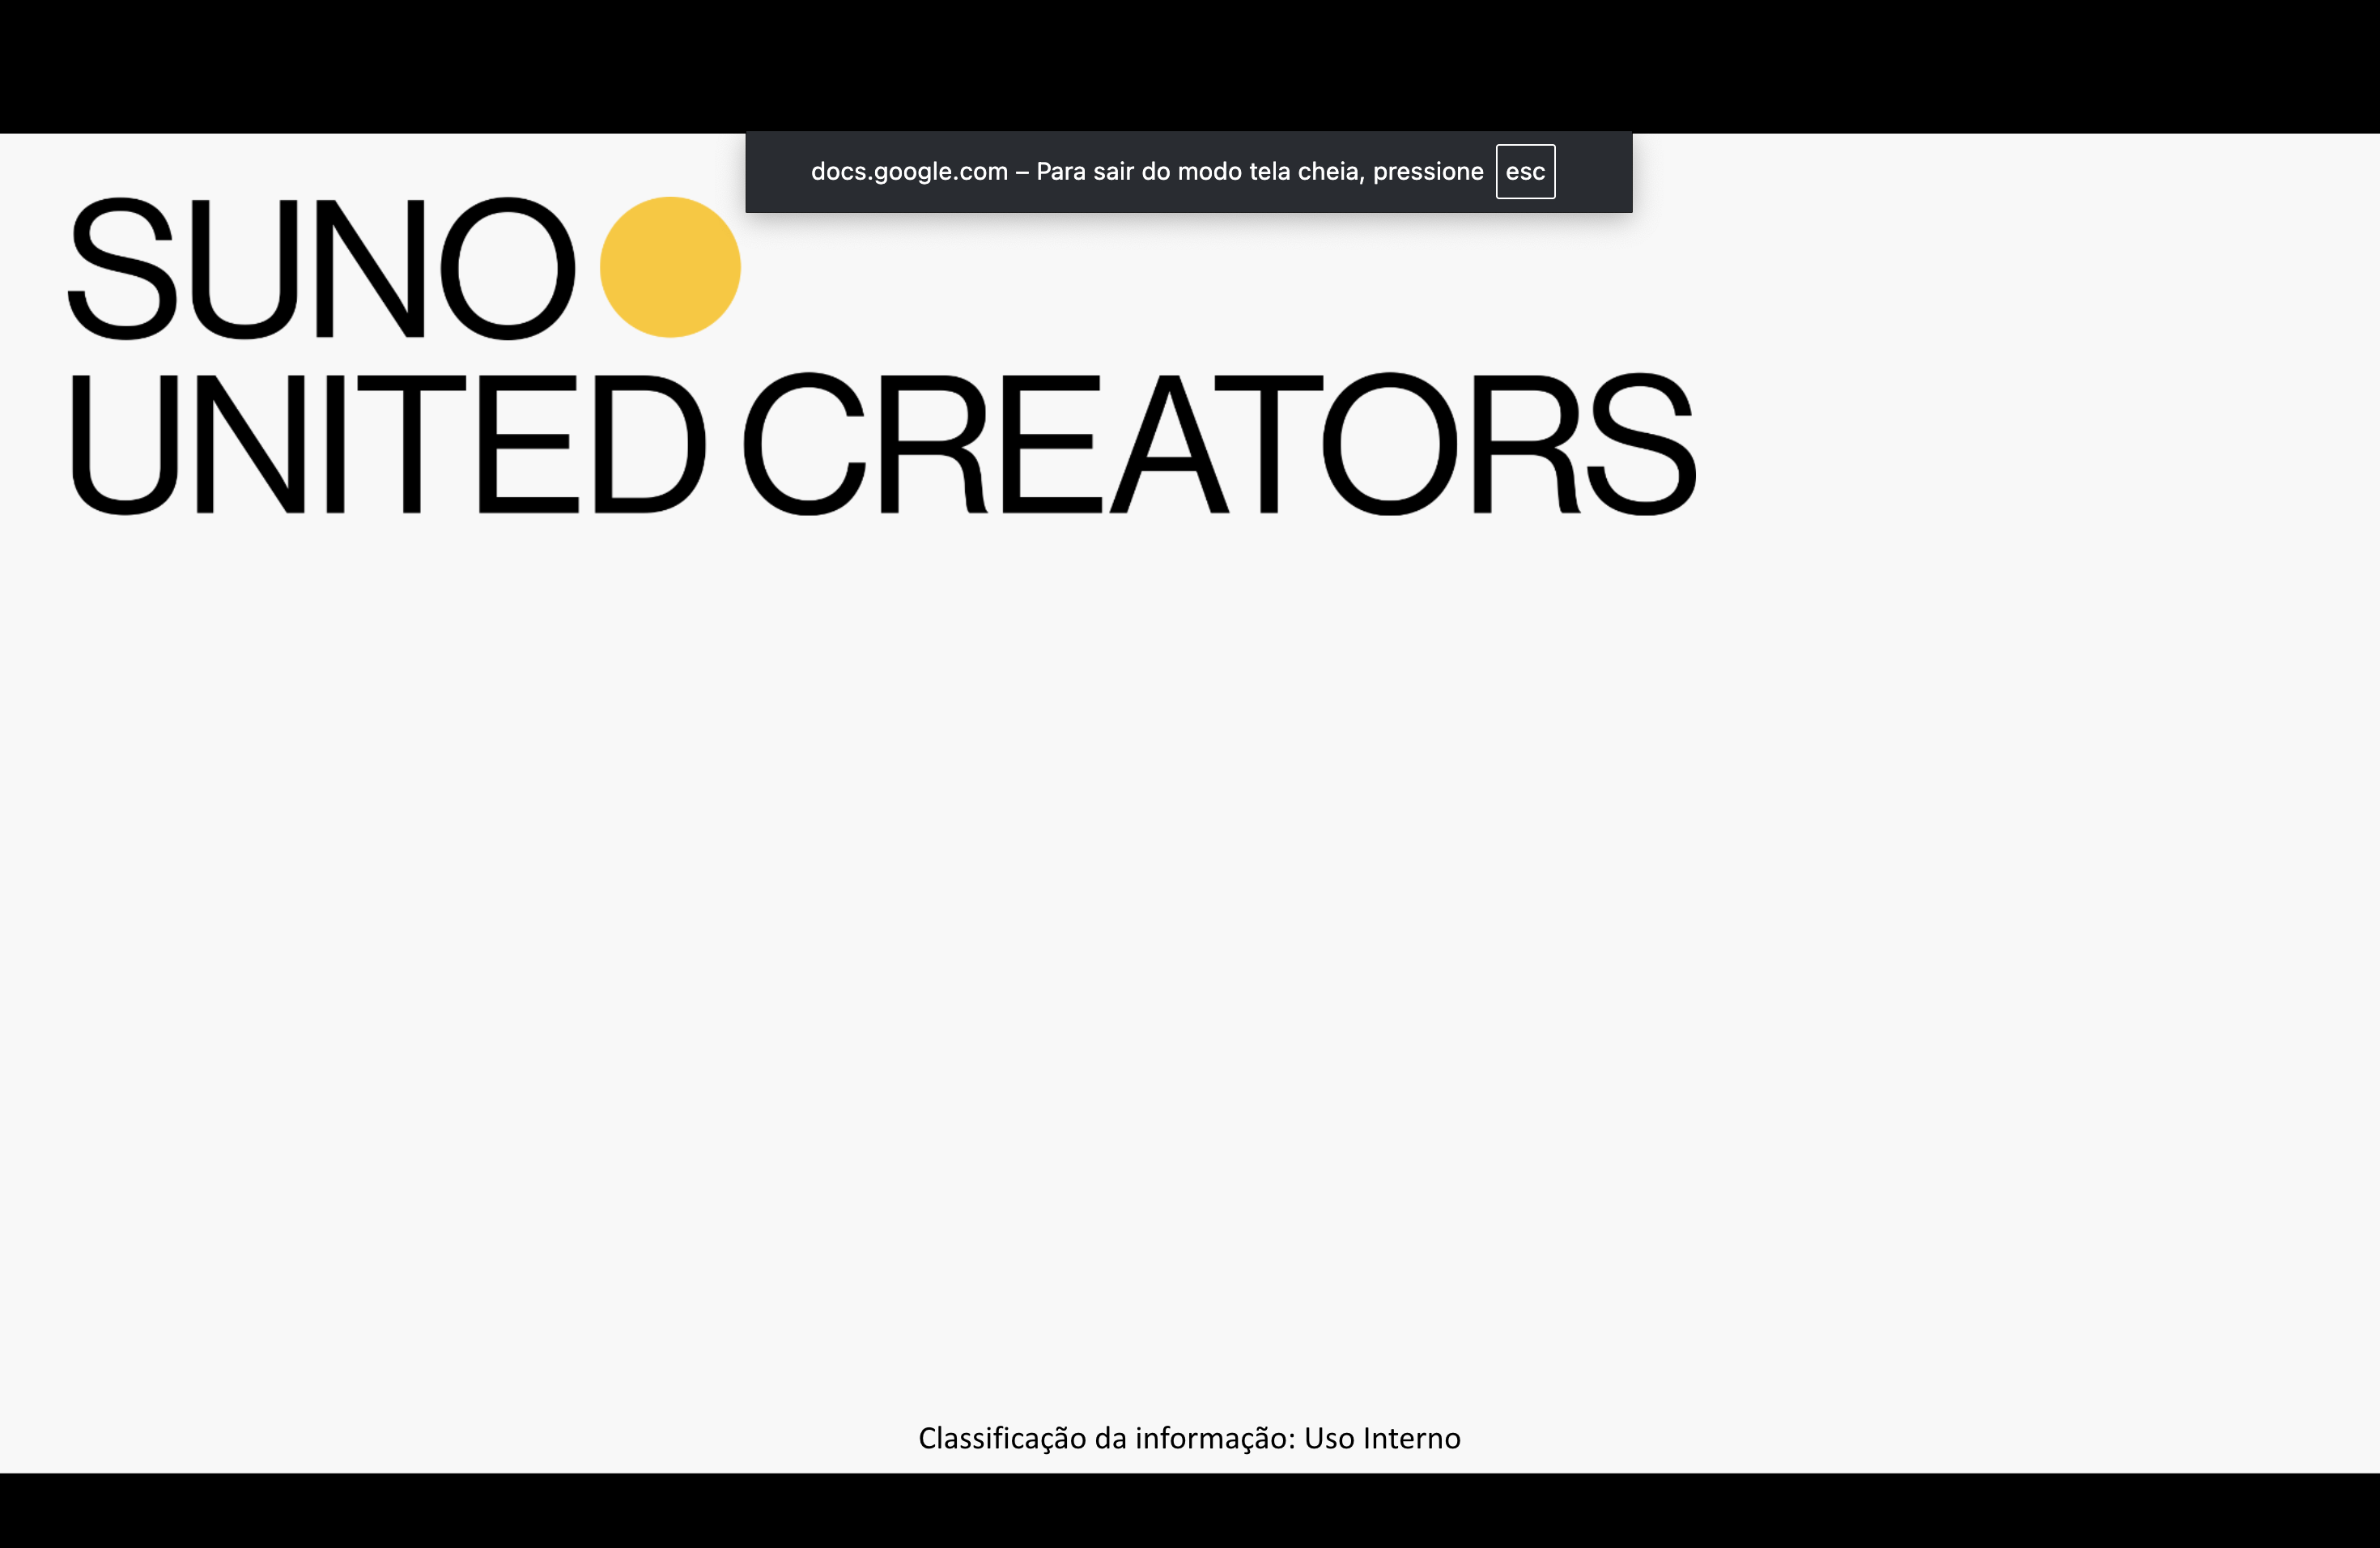 docs.google.com – Para sair do modo tela cheia, pressione esc
SUNO
UNITED CREATORS
Classificação da informação: Uso Interno